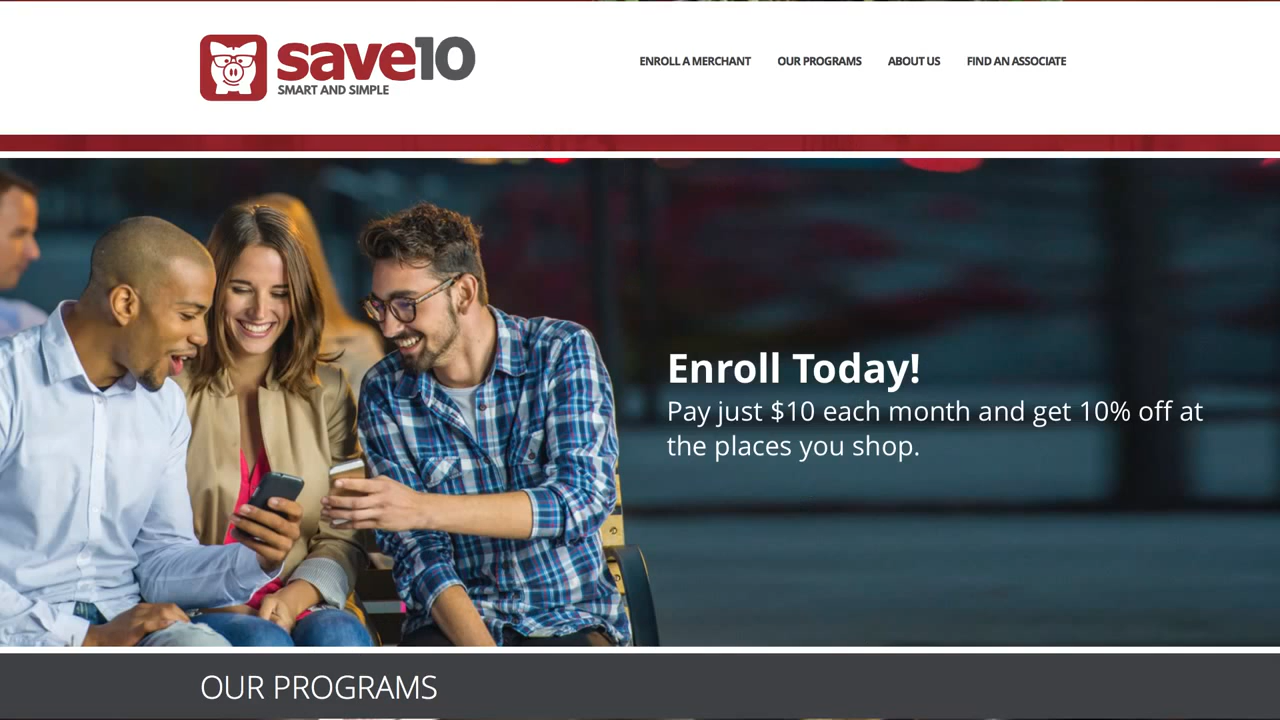 save10
SMART AND SIMPLE
ENROLL A MERCHANT OUR PROGRAMS ABOUT US FIND AN ASSOCIATE
Enroll Today!
Pay just $10 each month and get 10% off at
the places you shop.
OUR PROGRAMS